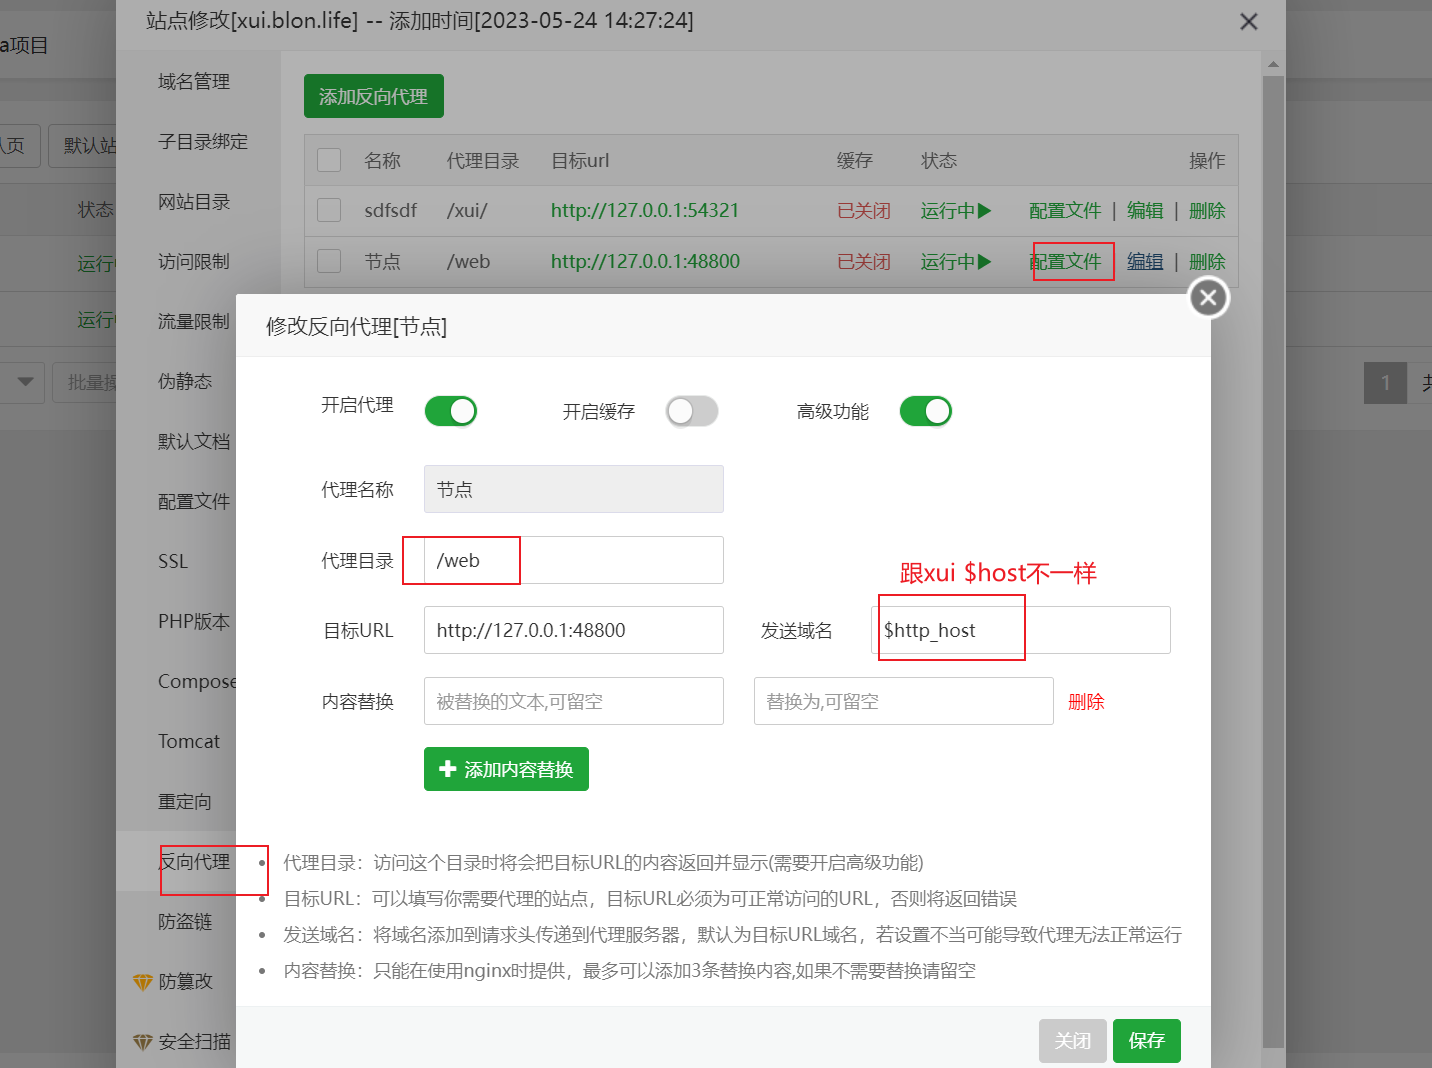 站点修改[xui.blon.life] -- 添加时间[2023-05-24 14:27:24]
a项目
域名管理
添加反向代理
子目录绑定
页
默认站
名称 代理目录 目标url 缓存 状态 操作
网站目录
状态
sdfsdf /xui/ http://127.0.0.1:54321 已关闭 运行中 配置文件 | 编辑 | 删除
访问限制
运行
节点 /web http://127.0.0.1:48800 已关闭 运行中 配置文件 编辑 | 删除
流量限制
运行
修改反向代理[节点]
伪静态
批量
1
开启代理 开启缓存 高级功能
默认文档
配置文件
代理名称 节点
SSL
代理目录 /web
跟xui $host不一样
PHP版本
目标URL http://127.0.0.1:48800 发送域名 $http_host
Compose
内容替换 被替换的文本,可留空 替换为,可留空 删除
Tomcat
添加内容替换
重定向
反向代理
代理目录：访问这个目录时将会把目标URL的内容返回并显示(需要开启高级功能)
目标URL：可以填写你需要代理的站点，目标URL必须为可正常访问的URL，否则将返回错误
防盗链
发送域名：将域名添加到请求头传递到代理服务器，默认为目标URL域名，若设置不当可能导致代理无法正常运行
内容替换：只能在使用nginx时提供，最多可以添加3条替换内容,如果不需要替换请留空
防篡改
安全扫描
关闭 保存